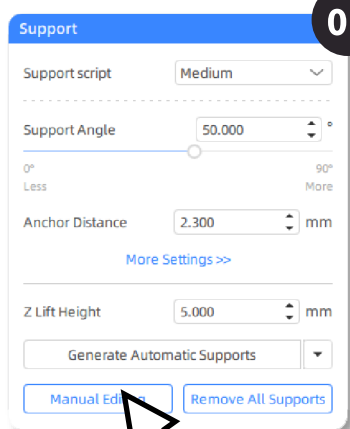 Support
0
Support script Medium
Support Angle 50.000 °
0° 90°
Less More
Anchor Distance 2.300 mm
More Settings >>
Z Lift Height 5.000 mm
Generate Automatic Supports
Manual Remove All Supports